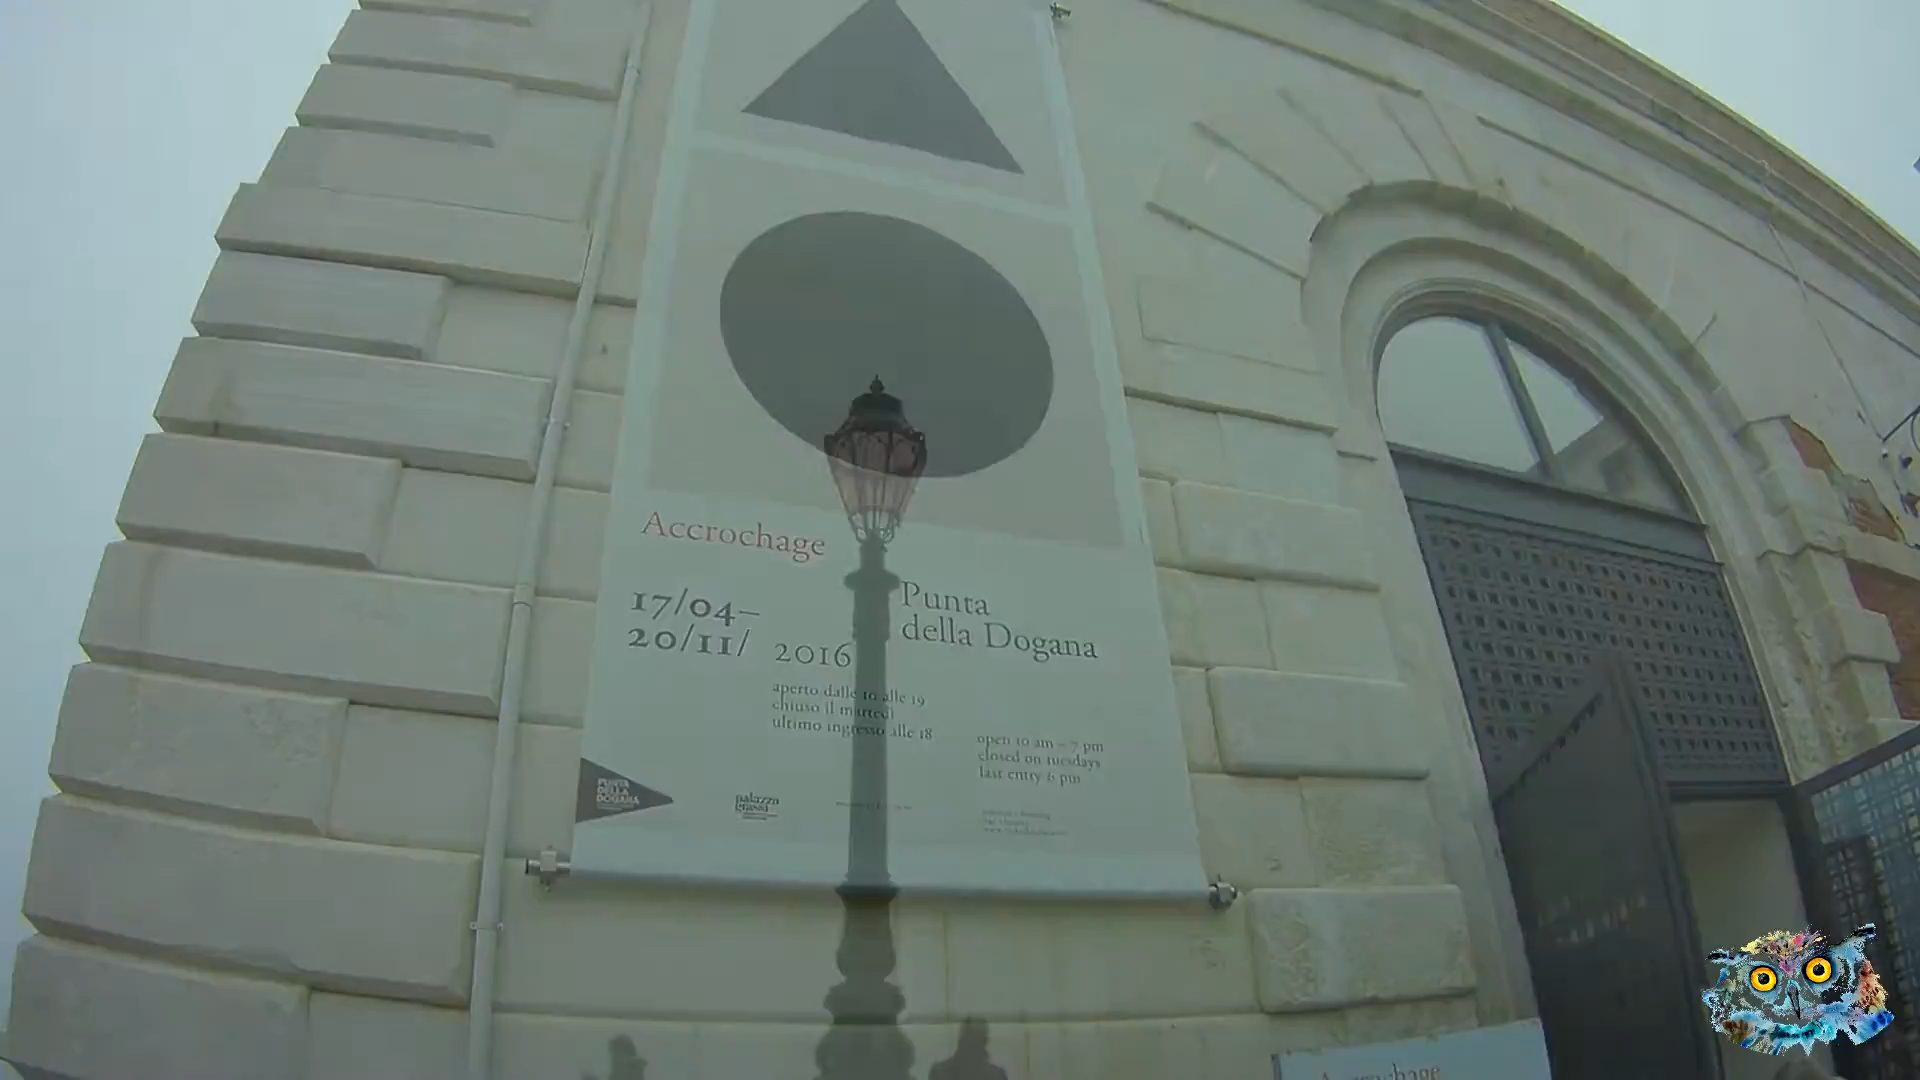 Accrochage
17/04–
20/11/ 2016
Punta
della Dogana
aperto dalle 10 alle 19
chiuso il martedì
ultimo ingresso alle 18
open 10 am – 7 pm
closed on tuesdays
last entry 6 pm
PUNTA
DELLA
DOGANA
palazzo
grassi
Accrochage